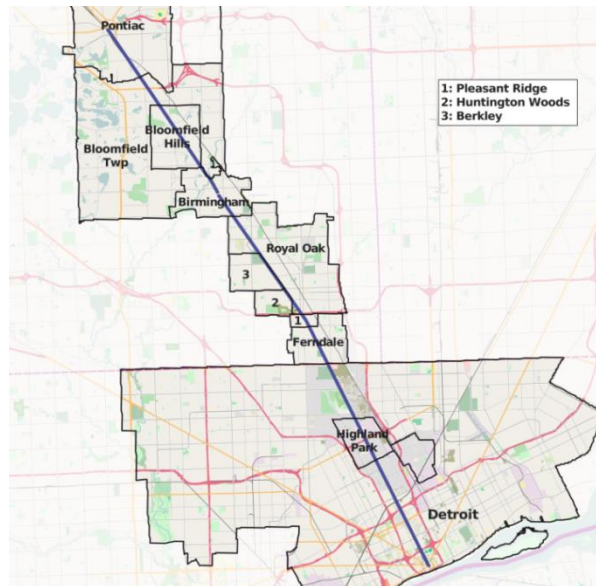 Pontiac
1: Pleasant Ridge
2: Huntington Woods
3: Berkley
Bloomfield
Hills
Bloomfield
Twp
1
Birmingham
Royal Oak
3
2
1
Ferndale
Highland
Park
Detroit